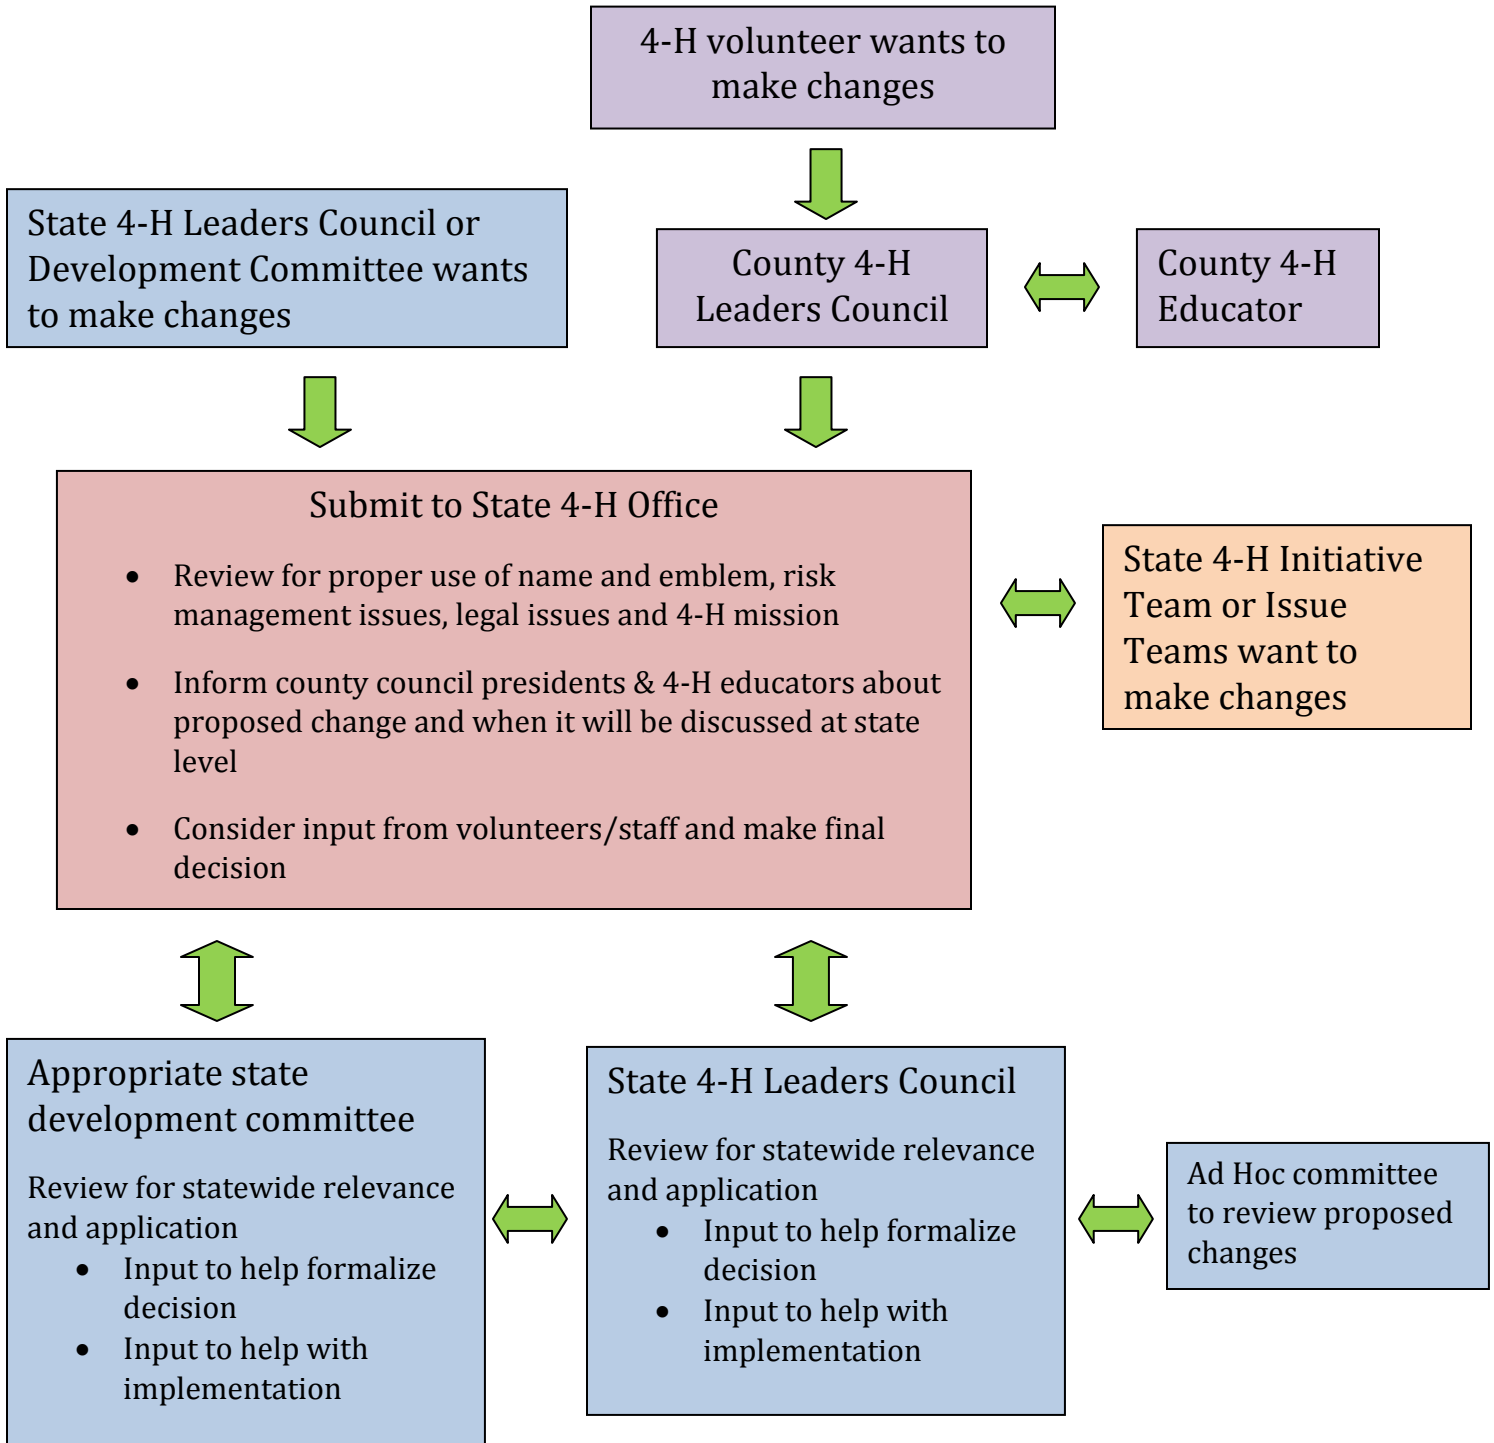 4-H volunteer wants to
make changes
State 4-H Leaders Council or
Development Committee wants
to make changes
County 4-H
Leaders Council
County 4-H
Educator
Submit to State 4-H Office
• Review for proper use of name and emblem, risk
management issues, legal issues and 4-H mission
• Inform county council presidents & 4-H educators about
proposed change and when it will be discussed at state
level
• Consider input from volunteers/staff and make final
decision
State 4-H Initiative
Team or Issue
Teams want to
make changes
Appropriate state
development committee
Review for statewide relevance
and application
• Input to help formalize
decision
• Input to help with
implementation
State 4-H Leaders Council
Review for statewide relevance
and application
• Input to help formalize
decision
• Input to help with
implementation
Ad Hoc committee
to review proposed
changes